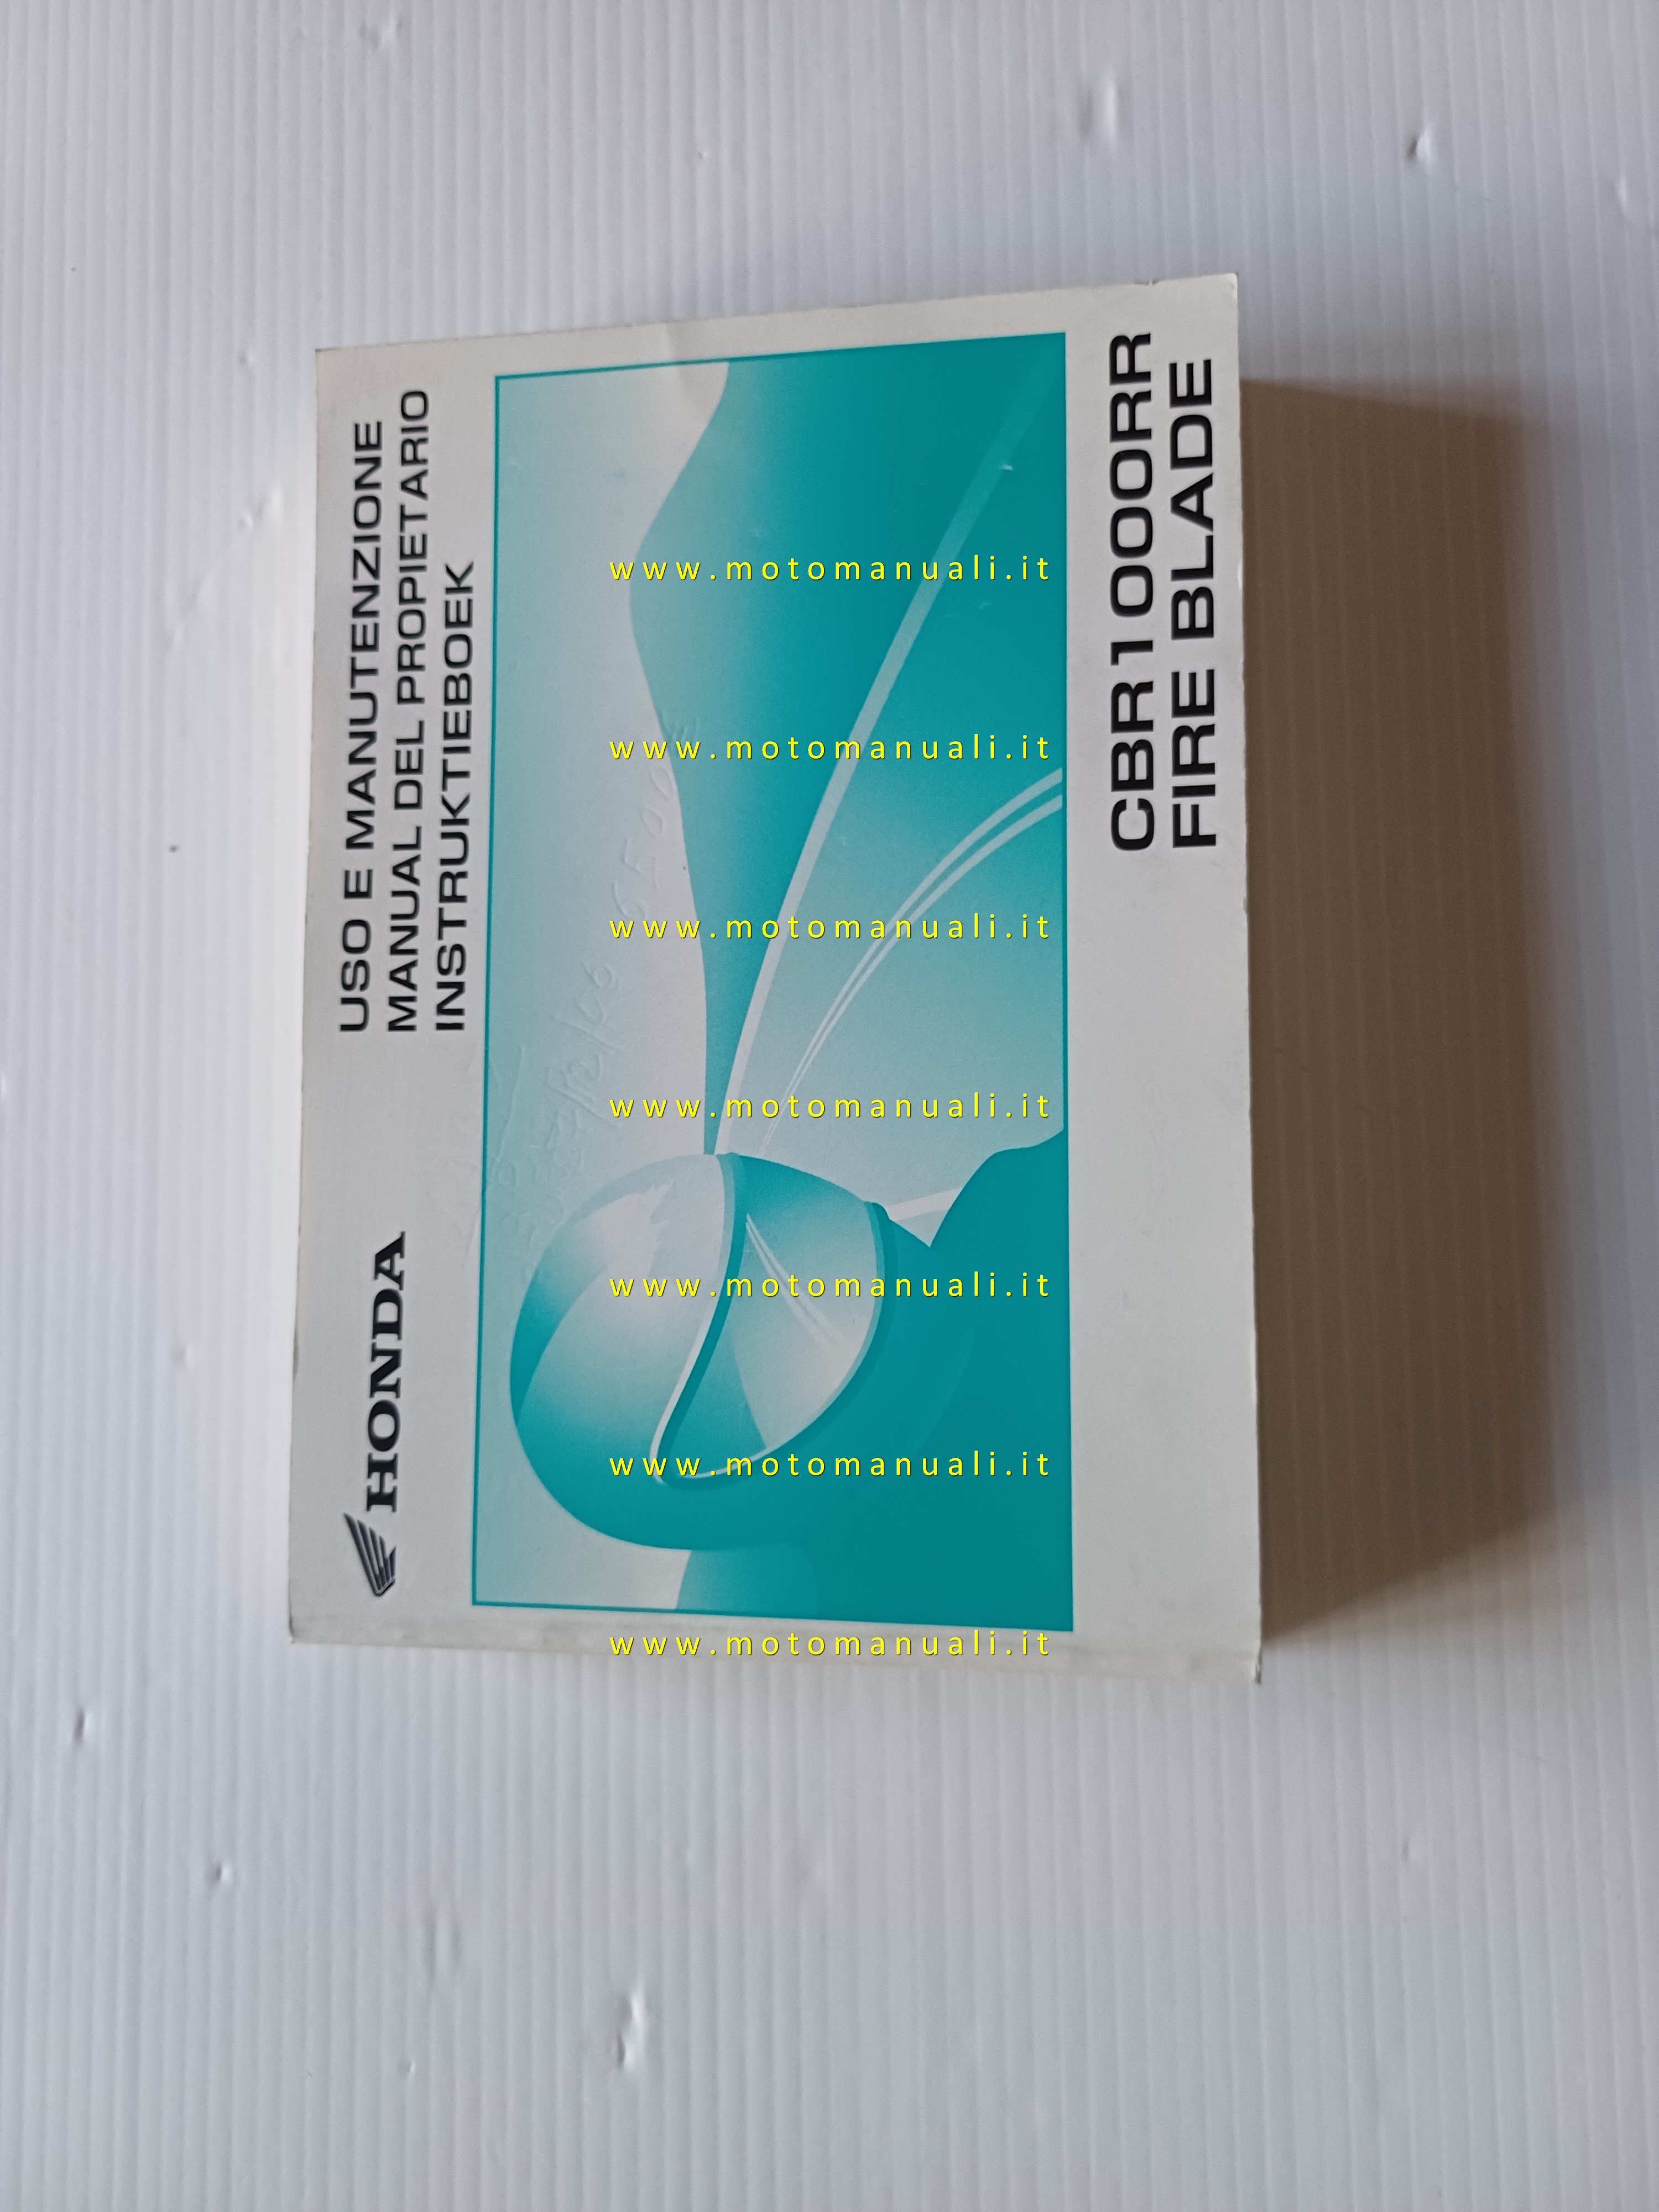 HONDA
USO E MANUTENZIONE
MANUAL DEL PROPIETARIO
INSTRUKTIEBOEK
CBR1000RR
FIRE BLADE
www.motomanuali.it
www.motomanuali.it
www.motomanuali.it
www.motomanuali.it
www.motomanuali.it
www.motomanuali.it
www.motomanuali.it